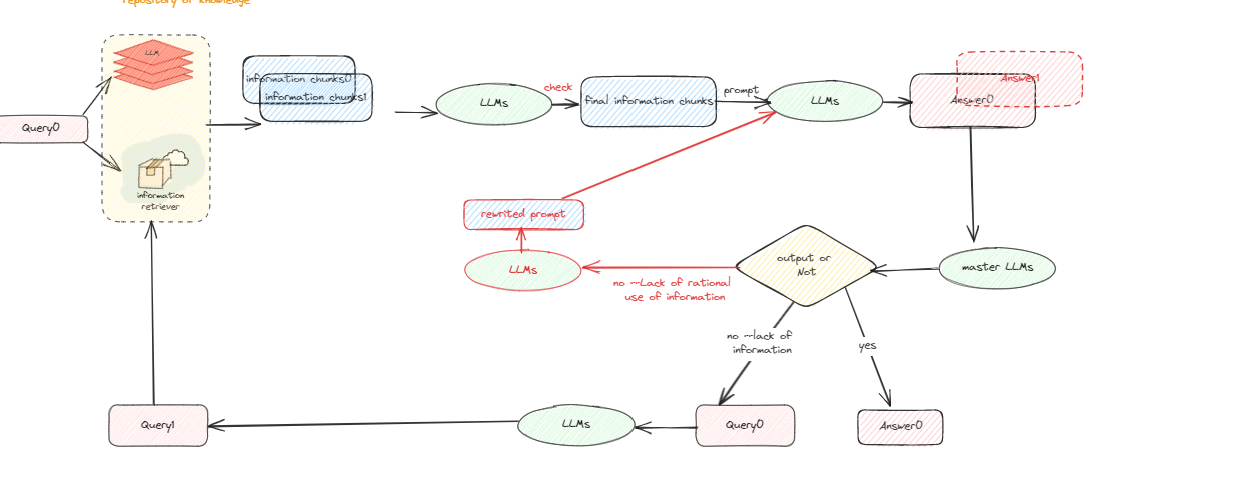 repository of knowledge
LLM
information chunks0
information chunks1
check
prompt
Answer1
LLMs
final information chunks
LLMs
Answer0
Query0
information
retriever
rewrited prompt
output or
Not
master LLMs
LLMs
no --Lack of rational
use of information
no --lack of
information
yes
Query1
LLMs
Query0
Answer0